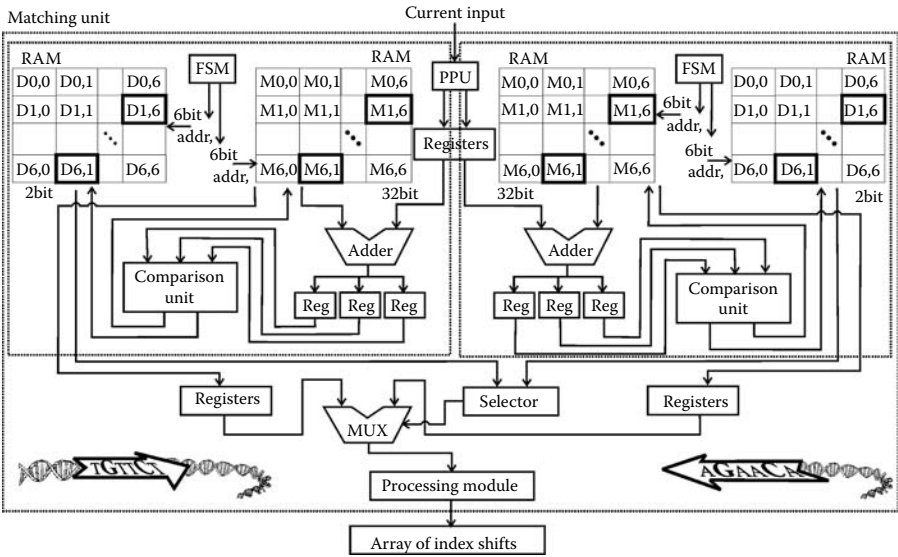 Current input
Matching unit
RAM
FSM
RAM
PPU
RAM
FSM
RAM
D0,0 D0,1 D0,6
D1,0 D1,1 D1,6
D6,0 D6,1 D6,6
2bit
6bit
addr,
6bit
addr,
M0,0 M0,1 M0,6
M1,0 M1,1 M1,6
M6,0 M6,1 M6,6
32bit
Registers
M0,0 M0,1 M0,6
M1,0 M1,1 M1,6
M6,0 M6,1 M6,6
32bit
6bit
addr,
6bit
addr,
D0,0 D0,1 D0,6
D1,0 D1,1 D1,6
D6,0 D6,1 D6,6
2bit
Adder
Adder
Comparison
unit
Reg Reg Reg
Reg Reg Reg
Comparison
unit
Registers
Selector
Registers
MUX
TGTTCT
AGAACA
Processing module
Array of index shifts